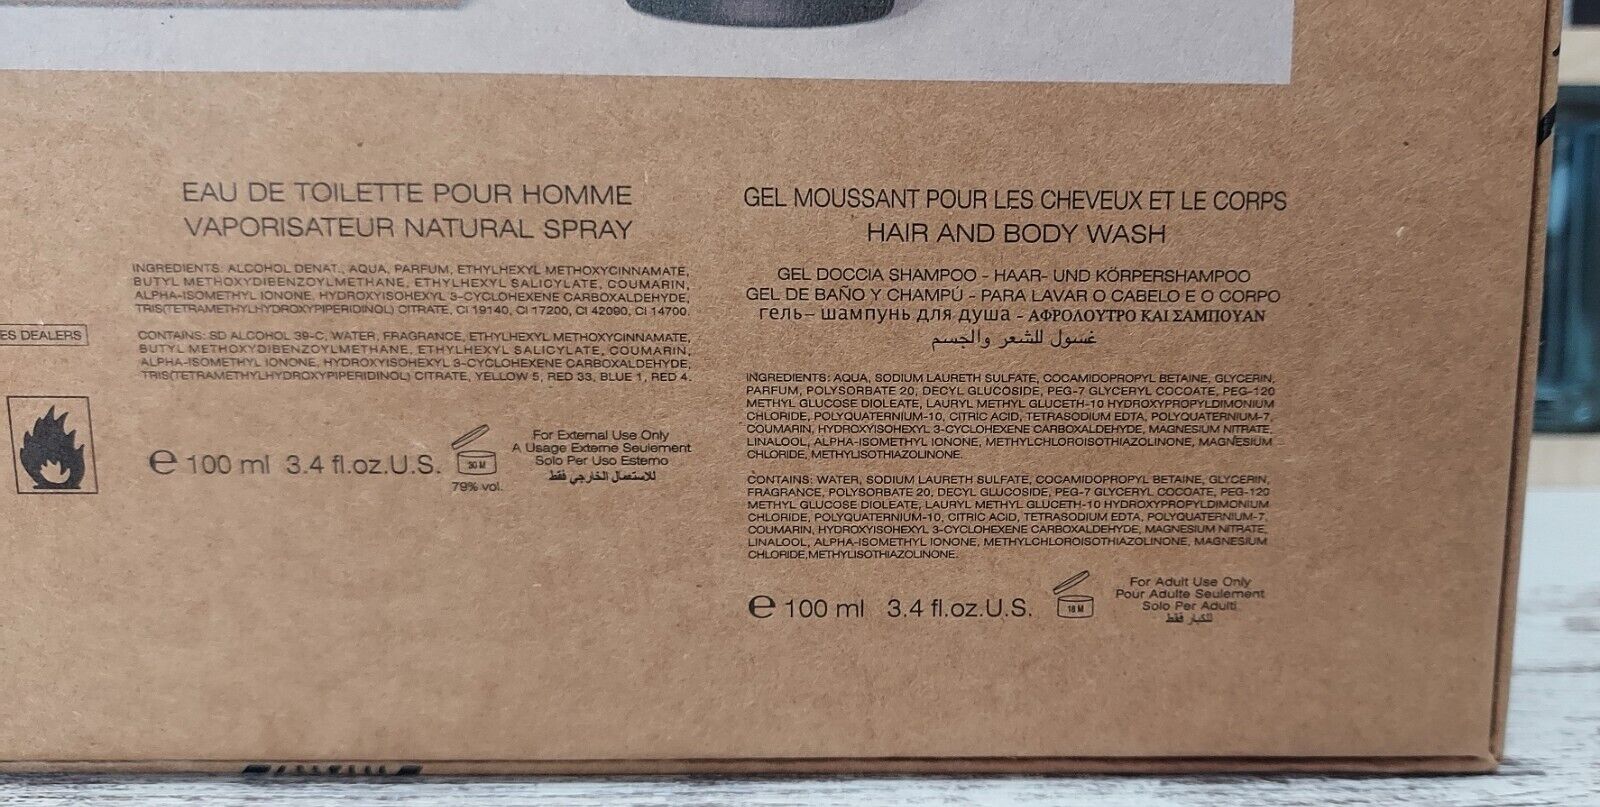 ES DEALERS
EAU DE TOILETTE POUR HOMME
VAPORISATEUR NATURAL SPRAY
INGREDIENTS: ALCOHOL DENAT., AQUA, PARFUM, ETHYLHEXYL METHOXYCINNAMATE,
BUTYL METHOXYDIBENZOYLMETHANE, ETHYLHEXYL SALICYLATE, COUMARIN,
ALPHA-ISOMETHYL IONONE, HYDROXYISOHEXYL 3-CYCLOHEXENE CARBOXALDEHYDE,
TRIS(TETRAMETHYLHYDROXYPIPERIDINOL) CITRATE, CI 19140, CI 17200, CI 42090, CI 14700.
CONTAINS: SD ALCOHOL 39-C, WATER, FRAGRANCE, ETHYLHEXYL METHOXYCINNAMATE,
BUTYL METHOXYDIBENZOYLMETHANE, ETHYLHEXYL SALICYLATE, COUMARIN,
ALPHA-ISOMETHYL IONONE, HYDROXYISOHEXYL 3-CYCLOHEXENE CARBOXALDEHYDE,
TRIS(TETRAMETHYLHYDROXYPIPERIDINOL) CITRATE, YELLOW 5, RED 33, BLUE 1, RED 4.
℮ 100 ml 3.4 fl.oz.U.S.
30 M
79% vol.
For External Use Only
A Usage Externe Seulement
Solo Per Uso Esterno
للاستعمال الخارجي فقط
GEL MOUSSANT POUR LES CHEVEUX ET LE CORPS
HAIR AND BODY WASH
GEL DOCCIA SHAMPOO - HAAR- UND KÖRPERSHAMPOO
GEL DE BAÑO Y CHAMPÚ - PARA LAVAR O CABELO E O CORPO
гель- шампунь для душа - ΑΦΡΟΛΟΥΤΡΟ ΚΑΙ ΣΑΜΠΟΥΑΝ
غسول للشعر والجسم
INGREDIENTS: AQUA, SODIUM LAURETH SULFATE, COCAMIDOPROPYL BETAINE, GLYCERIN,
PARFUM, POLYSORBATE 20, DECYL GLUCOSIDE, PEG-7 GLYCERYL COCOATE, PEG-120
METHYL GLUCOSE DIOLEATE, LAURYL METHYL GLUCETH-10 HYDROXYPROPYLDIMONIUM
CHLORIDE, POLYQUATERNIUM-10, CITRIC ACID, TETRASODIUM EDTA, POLYQUATERNIUM-7,
COUMARIN, HYDROXYISOHEXYL 3-CYCLOHEXENE CARBOXALDEHYDE, MAGNESIUM NITRATE,
LINALOOL, ALPHA-ISOMETHYL IONONE, METHYLCHLOROISOTHIAZOLINONE, MAGNESIUM
CHLORIDE, METHYLISOTHIAZOLINONE.
CONTAINS: WATER, SODIUM LAURETH SULFATE, COCAMIDOPROPYL BETAINE, GLYCERIN,
FRAGRANCE, POLYSORBATE 20, DECYL GLUCOSIDE, PEG-7 GLYCERYL COCOATE, PEG-120
METHYL GLUCOSE DIOLEATE, LAURYL METHYL GLUCETH-10 HYDROXYPROPYLDIMONIUM
CHLORIDE, POLYQUATERNIUM-10, CITRIC ACID, TETRASODIUM EDTA, POLYQUATERNIUM-7,
COUMARIN, HYDROXYISOHEXYL 3-CYCLOHEXENE CARBOXALDEHYDE, MAGNESIUM NITRATE,
LINALOOL, ALPHA-ISOMETHYL IONONE, METHYLCHLOROISOTHIAZOLINONE, MAGNESIUM
CHLORIDE,METHYLISOTHIAZOLINONE.
℮ 100 ml 3.4 fl.oz.U.S.
18 M
For Adult Use Only
Pour Adulte Seulement
Solo Per Adulti
للكبار فقط